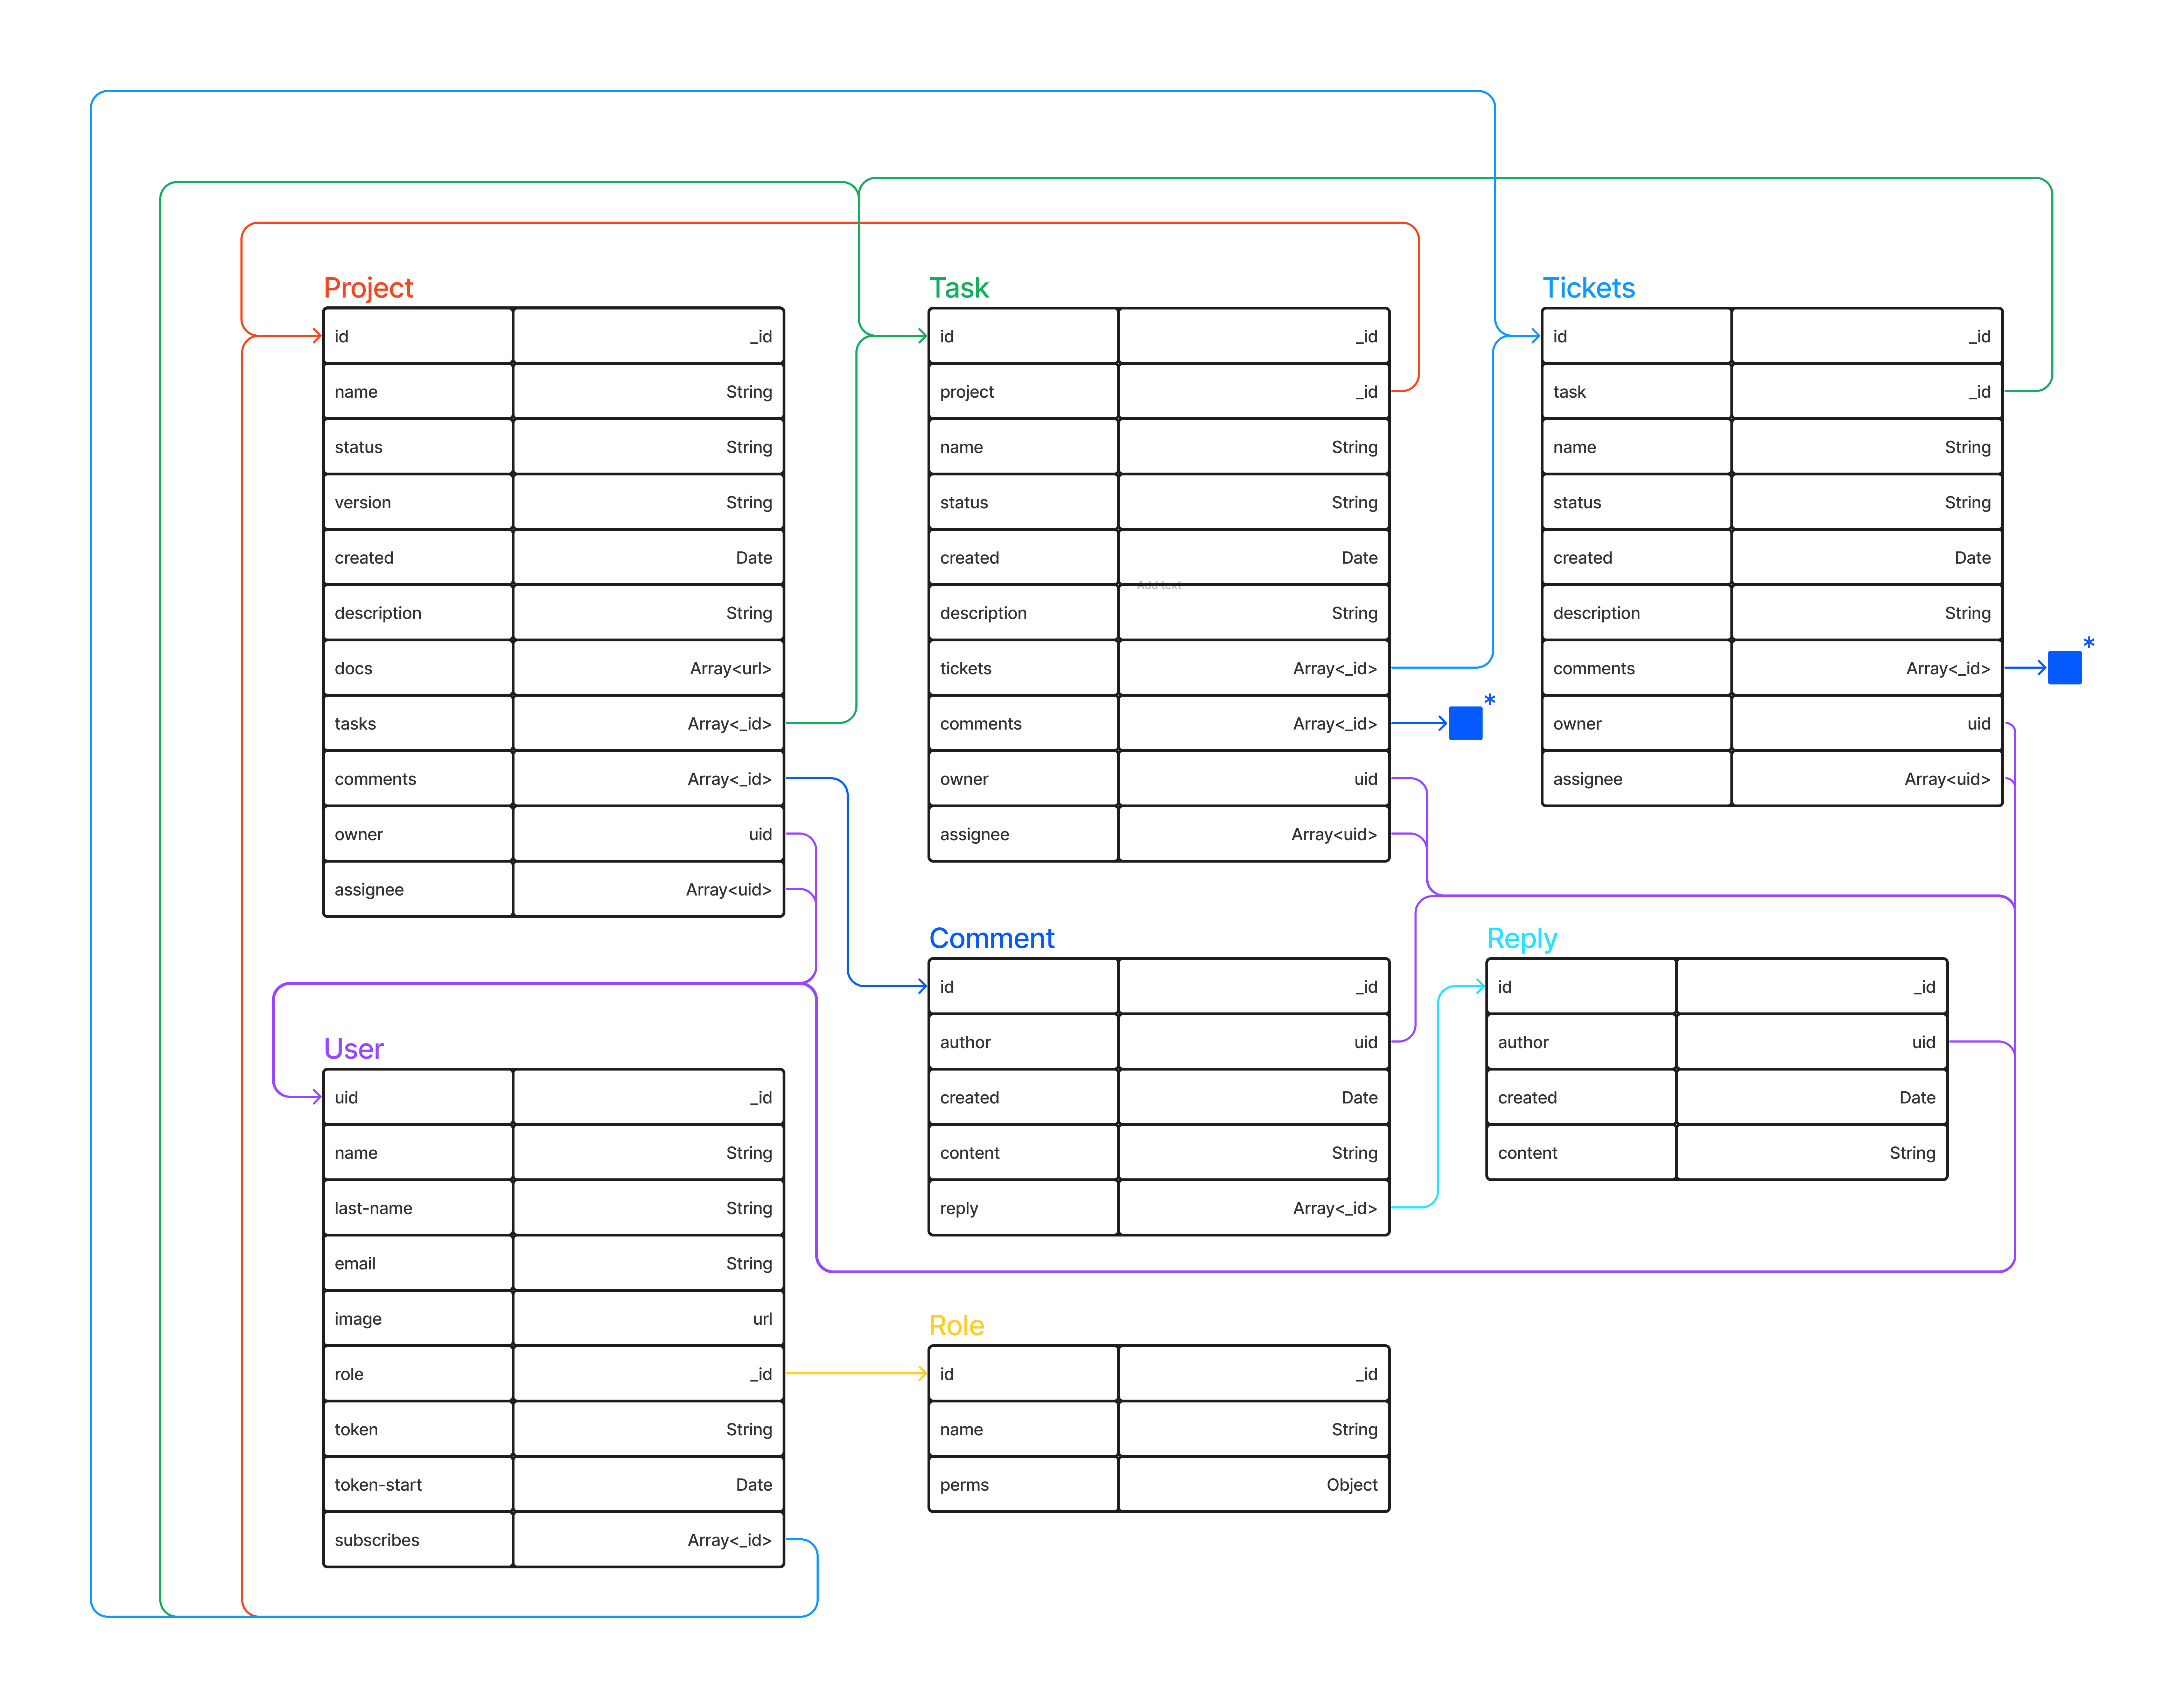 Project
id _id
name String
status String
version String
created Date
description String
docs Array<url>
tasks Array<_id>
comments Array<_id>
owner uid
assignee Array<uid>
Task
id _id
project _id
name String
status String
created Date
Add text
description String
tickets Array<_id>
comments Array<_id>
*
owner uid
assignee Array<uid>
Tickets
id _id
task _id
name String
status String
created Date
description String
comments Array<_id>
*
owner uid
assignee Array<uid>
Comment
id _id
author uid
created Date
content String
reply Array<_id>
Reply
id _id
author uid
created Date
content String
User
uid _id
name String
last-name String
email String
image url
role _id
token String
token-start Date
subscribes Array<_id>
Role
id _id
name String
perms Object